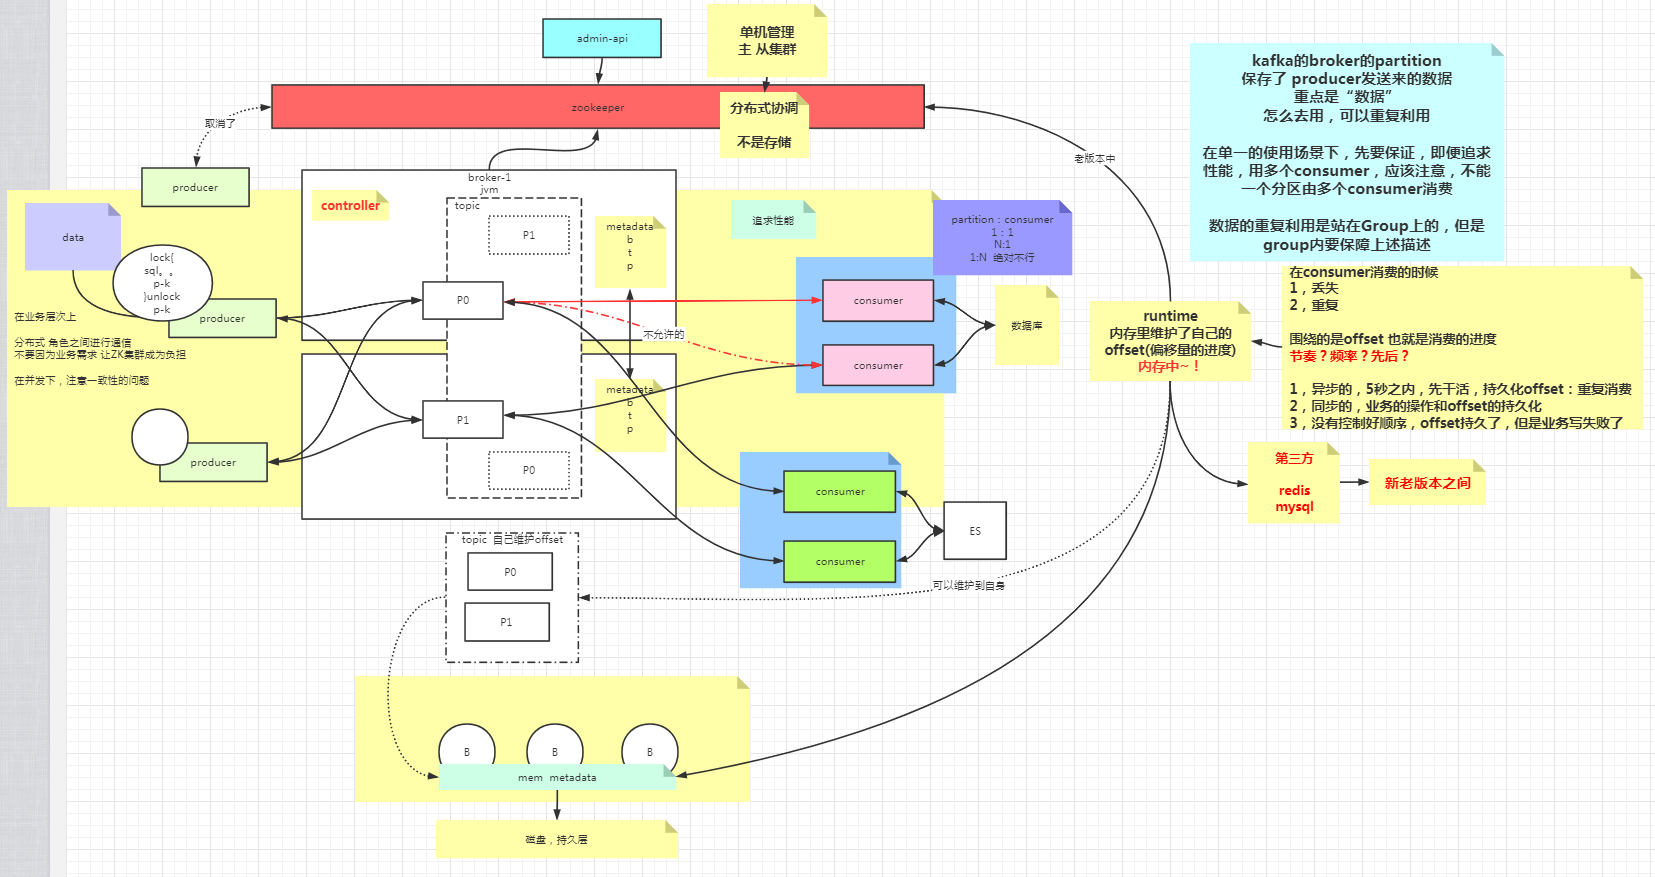 admin-api
单机管理
主 从集群
zookeeper
分布式协调
不是存储
取消了
老版本中
kafka的broker的partition
保存了 producer发送来的数据
重点是“数据”
怎么去用，可以重复利用
在单一的使用场景下，先要保证，即便追求
性能，用多个consumer，应该注意，不能
一个分区由多个consumer消费
数据的重复利用是站在Group上的，但是
group内要保障上述描述
producer
broker-1
jvm
controller
topic
data
P1
metadata
b
t
p
追求性能
partition：consumer
1：1
N:1
1:N  绝对不行
lock{
sql。。
p-k
}unlock
p-k
producer
P0
consumer
数据库
不允许的
consumer
在业务层次上
分布式 角色之间进行通信
不要因为业务需求 让ZK集群成为负担
在并发下，注意一致性的问题
runtime
内存里维护了自己的
offset(偏移量的进度)
内存中~！
在consumer消费的时候
1，丢失
2，重复
围绕的是offset 也就是消费的进度
节奏？频率？先后？
1，异步的，5秒之内，先干活，持久化offset：重复消费
2，同步的，业务的操作和offset的持久化
3，没有控制好顺序，offset持久了，但是业务写失败了
metadata
b
t
p
P1
producer
P0
consumer
第三方
redis
mysql
新老版本之间
ES
consumer
topic  自己维护offset
P0
P1
可以维护到自身
B
B
B
mem  metadata
磁盘，持久层